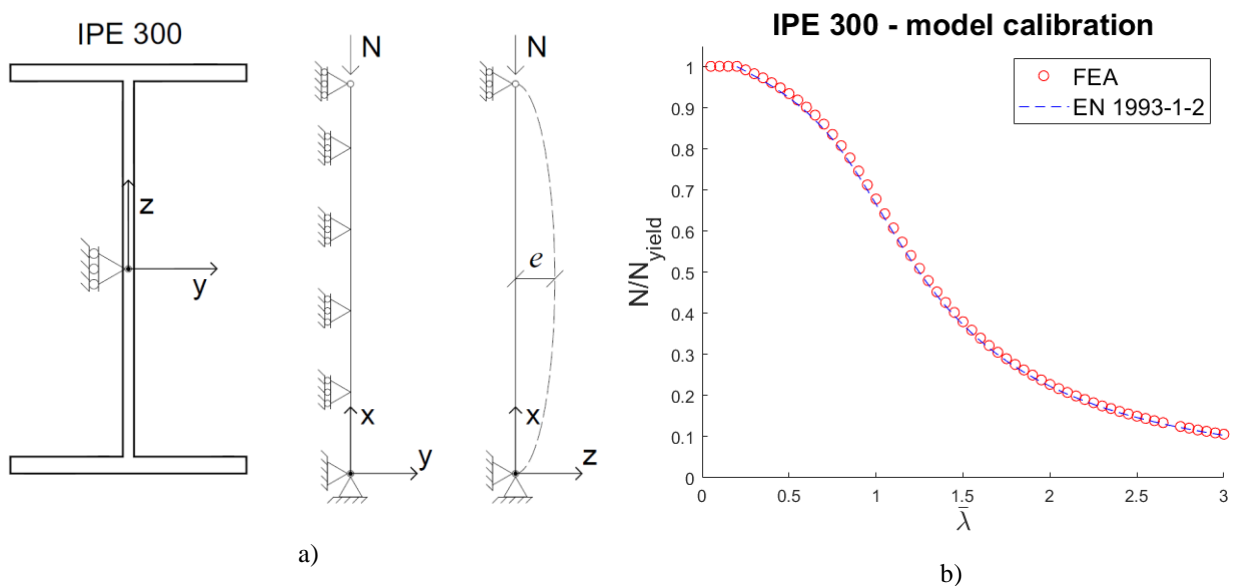 IPE 300
z
y
N
x
y
N
e
x
z
a)
IPE 300 - model calibration
FEA
EN 1993-1-2
N/N_yield
1
0.9
0.8
0.7
0.6
0.5
0.4
0.3
0.2
0.1
0
0 0.5 1 1.5 2 2.5 3
λ̄
b)